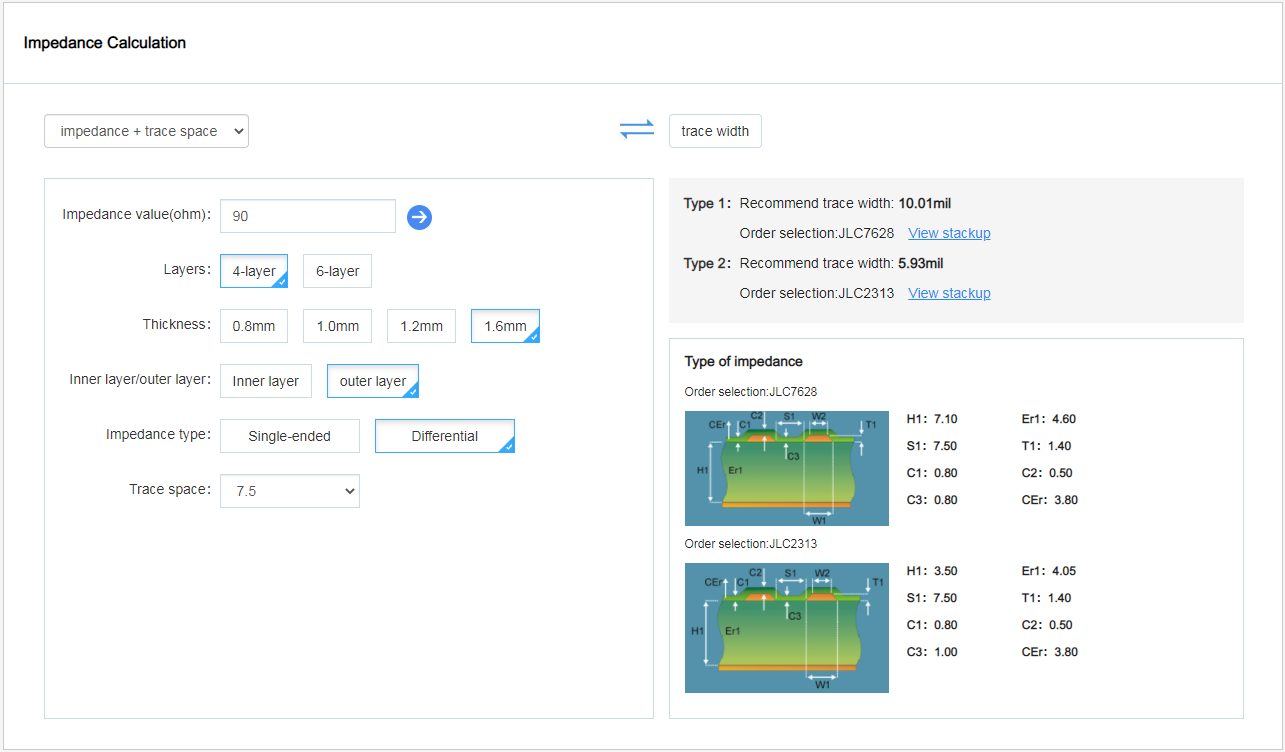 Impedance Calculation
impedance + trace space
trace width
Impedance value(ohm):
90
Layers:
4-layer
6-layer
Thickness:
0.8mm
1.0mm
1.2mm
1.6mm
Inner layer/outer layer:
Inner layer
outer layer
Impedance type:
Single-ended
Differential
Trace space:
7.5
Type 1: Recommend trace width: 10.01mil
Order selection:JLC7628 View stackup
Type 2: Recommend trace width: 5.93mil
Order selection:JLC2313 View stackup
Type of impedance
Order selection:JLC7628
CEr C1 C2 S1 W2 T1
C3
H1 Er1
W1
H1: 7.10 Er1: 4.60
S1: 7.50 T1: 1.40
C1: 0.80 C2: 0.50
C3: 0.80 CEr: 3.80
Order selection:JLC2313
CEr C1 C2 S1 W2 T1
C3
H1 Er1
W1
H1: 3.50 Er1: 4.05
S1: 7.50 T1: 1.40
C1: 0.80 C2: 0.50
C3: 1.00 CEr: 3.80